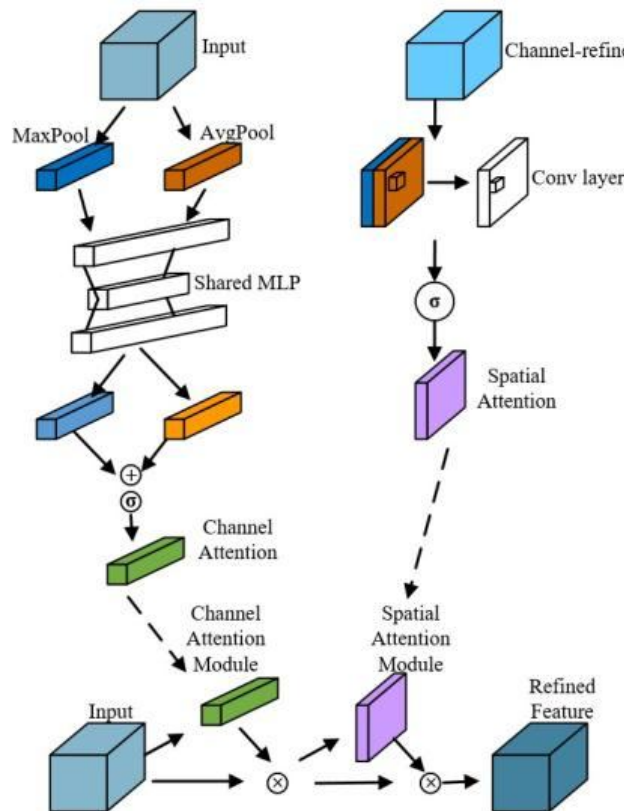 Input
MaxPool
AvgPool
Shared MLP
+
σ
Channel
Attention
Channel-refine
Conv layer
σ
Spatial
Attention
Channel
Attention
Module
Spatial
Attention
Module
Input
Refined
Feature
×
×